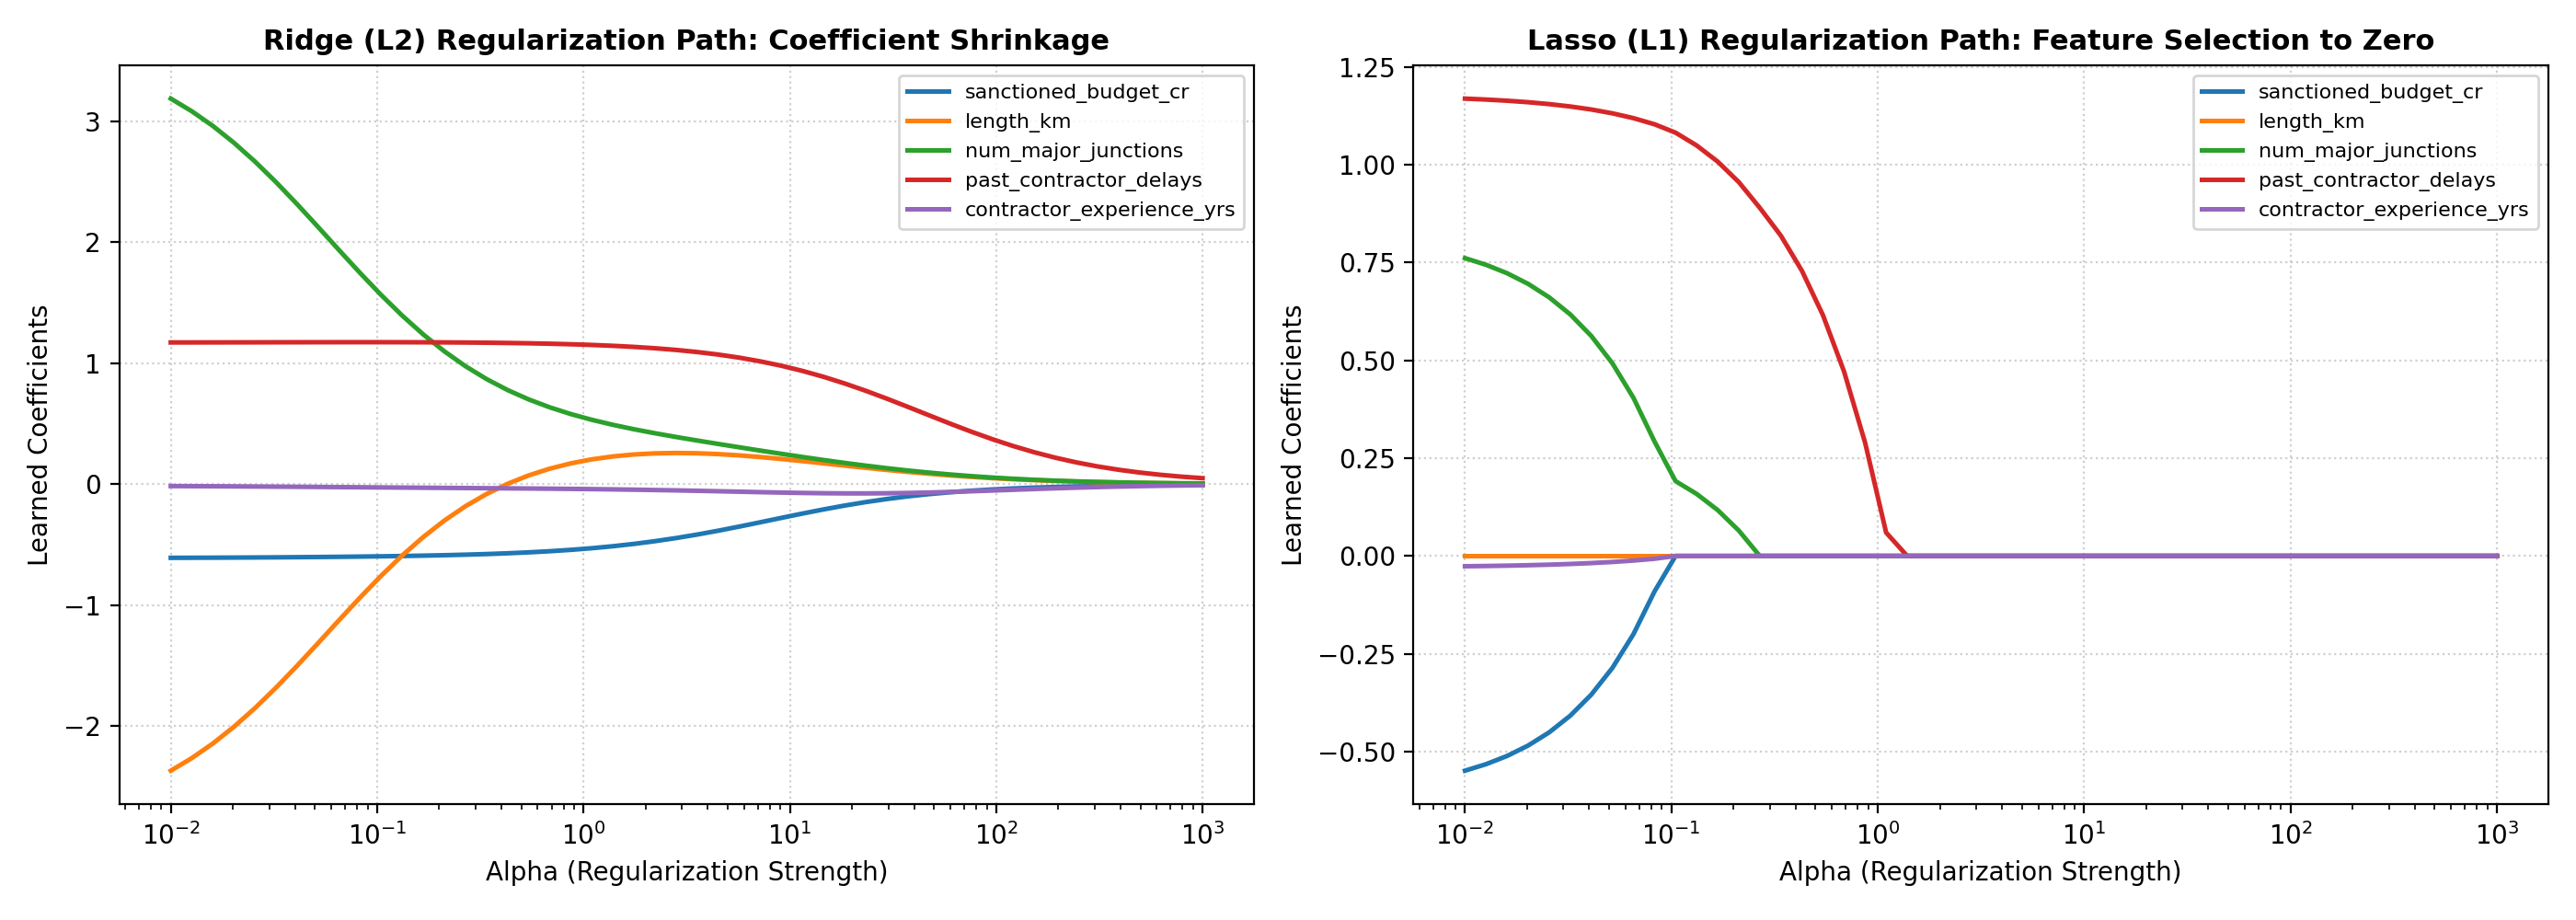 Ridge (L2) Regularization Path: Coefficient Shrinkage
sanctioned_budget_cr
length_km
num_major_junctions
past_contractor_delays
contractor_experience_yrs
3
2
1
0
−1
−2
Learned Coefficients
10⁻²
10⁻¹
10⁰
10¹
10²
10³
Alpha (Regularization Strength)
Lasso (L1) Regularization Path: Feature Selection to Zero
sanctioned_budget_cr
length_km
num_major_junctions
past_contractor_delays
contractor_experience_yrs
1.25
1.00
0.75
0.50
0.25
0.00
−0.25
−0.50
Learned Coefficients
10⁻²
10⁻¹
10⁰
10¹
10²
10³
Alpha (Regularization Strength)